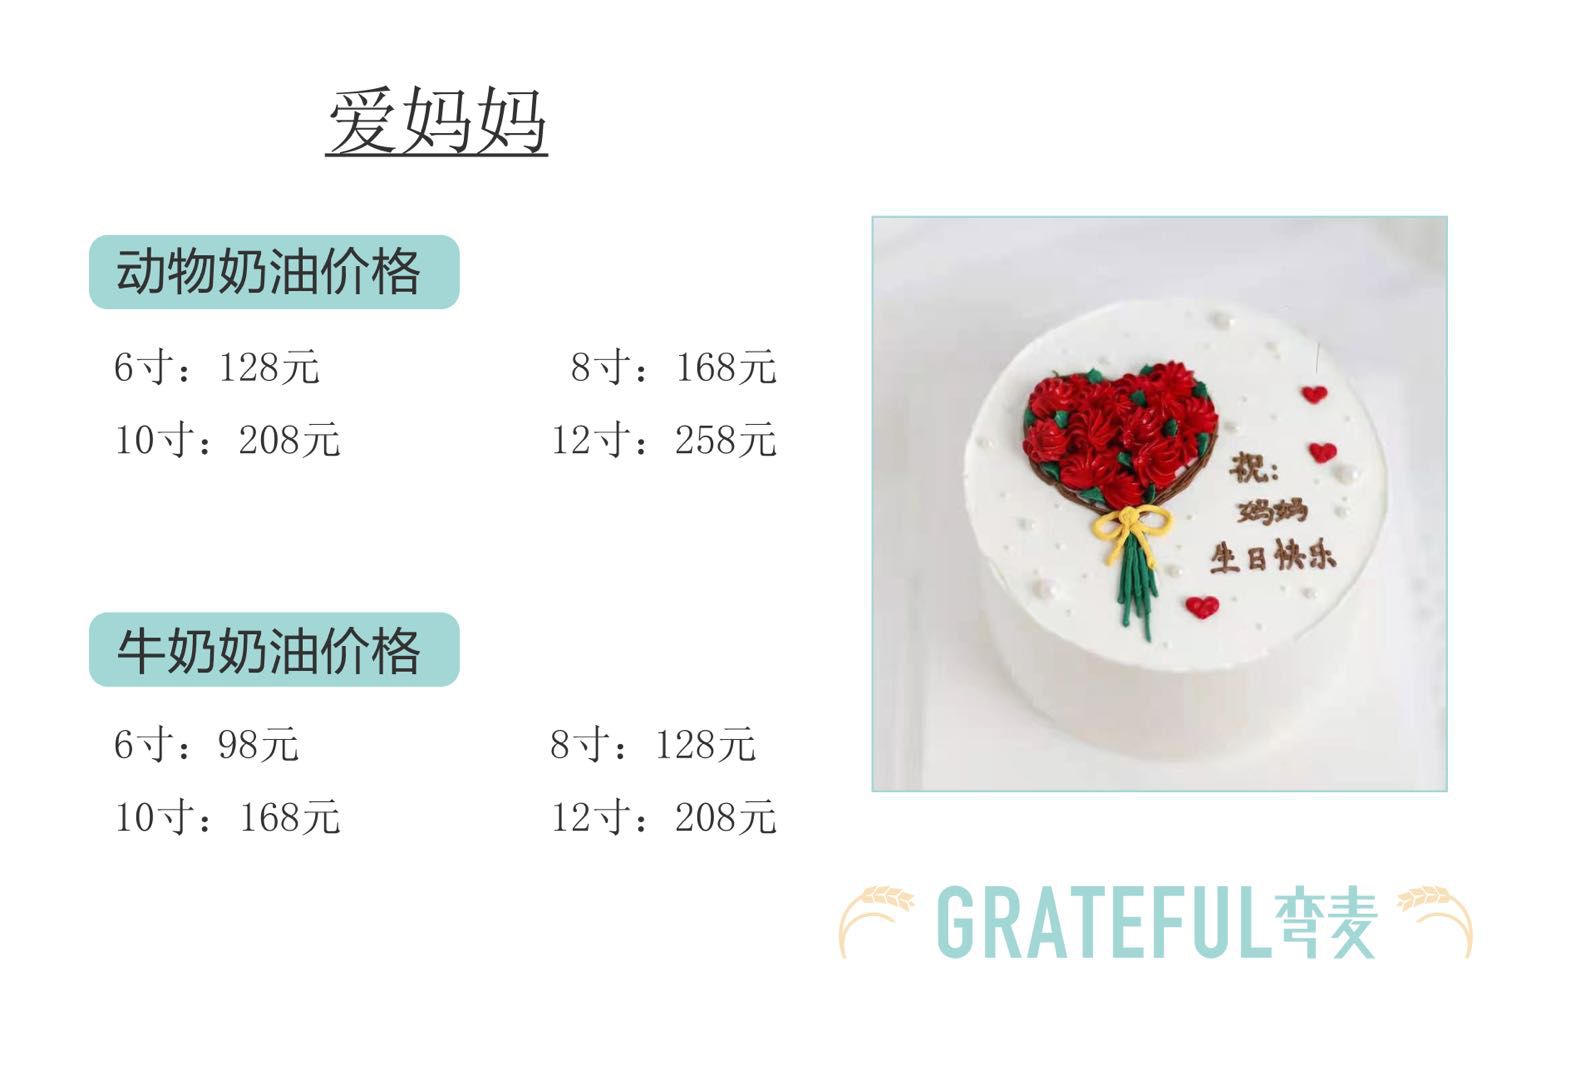 爱妈妈
动物奶油价格
6寸：128元 8寸：168元
10寸：208元 12寸：258元
牛奶奶油价格
6寸：98元 8寸：128元
10寸：168元 12寸：208元
祝:
妈妈
生日快乐
GRATEFUL弯麦